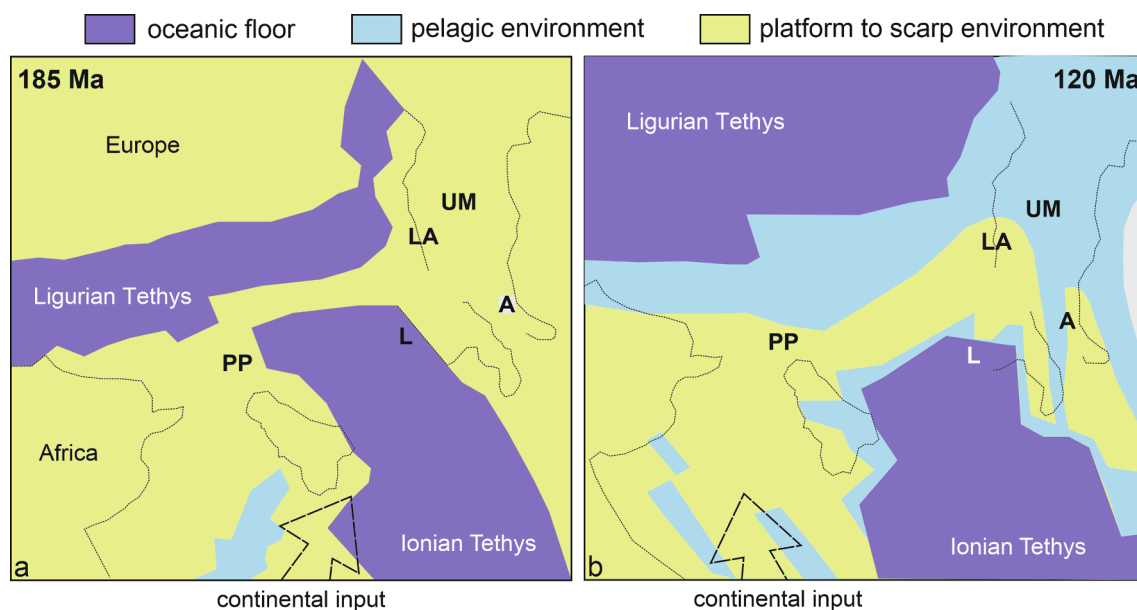 oceanic floor pelagic environment platform to scarp environment
185 Ma
Europe
UM
LA
Ligurian Tethys
A
L
PP
Africa
Ionian Tethys
a
continental input
120 Ma
Ligurian Tethys
UM
LA
A
PP
L
Ionian Tethys
b
continental input